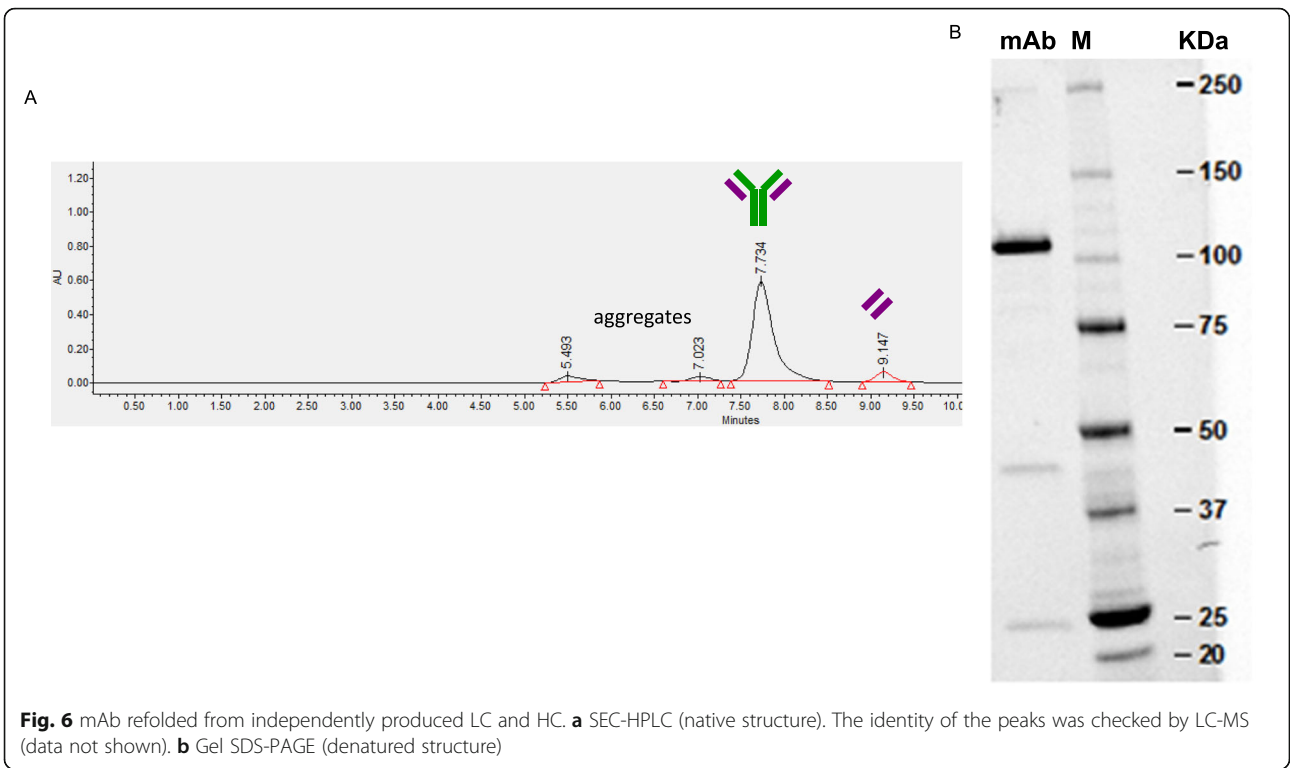 A
1.20
1.00
0.80
0.60
0.40
0.20
0.00
AU
aggregates
5.493
7.023
7.734
9.147
0.50 1.00 1.50 2.00 2.50 3.00 3.50 4.00 4.50 5.00 5.50 6.00 6.50 7.00 7.50 8.00 8.50 9.00 9.50 10.0
Minutes
B
mAb M KDa
250
150
100
75
50
37
25
20
Fig. 6 mAb refolded from independently produced LC and HC. a SEC-HPLC (native structure). The identity of the peaks was checked by LC-MS
(data not shown). b Gel SDS-PAGE (denatured structure)